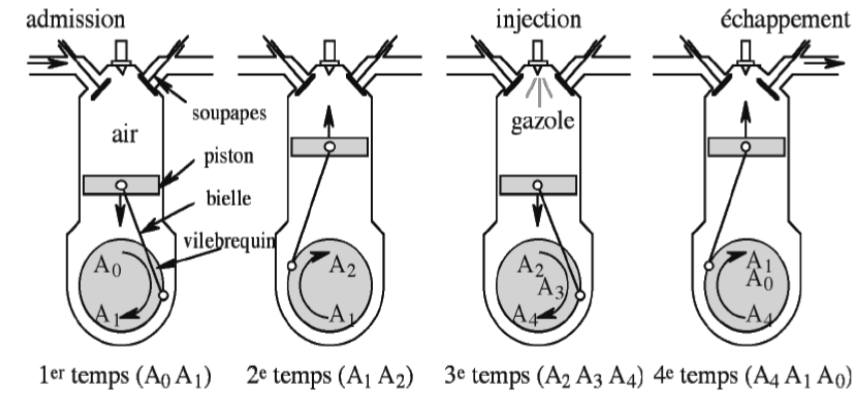 admission
injection
échappement
soupapes
air
gazole
piston
bielle
vilebrequin
A0
A1
A2
A1
A2
A3
A4
A1
A0
A4
1er temps (A0 A1)
2e temps (A1 A2)
3e temps (A2 A3 A4)
4e temps (A4 A1 A0)